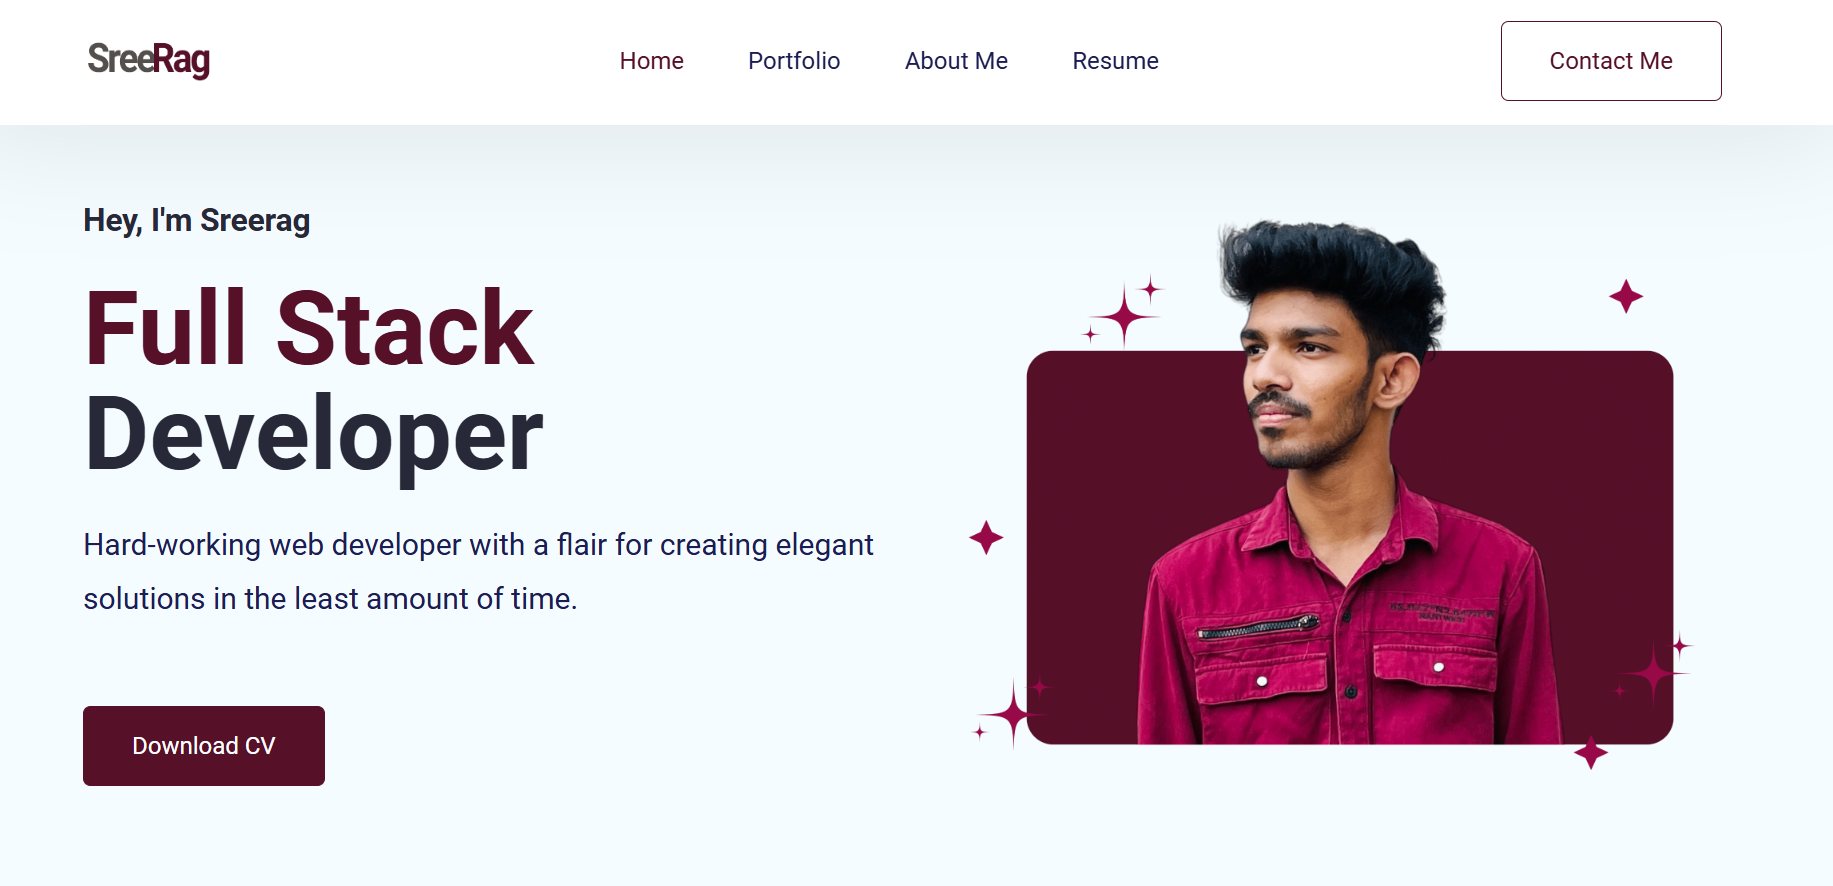 SreeRag
Home
Portfolio
About Me
Resume
Contact Me
Hey, I'm Sreerag
Full Stack
Developer
Hard-working web developer with a flair for creating elegant
solutions in the least amount of time.
Download CV